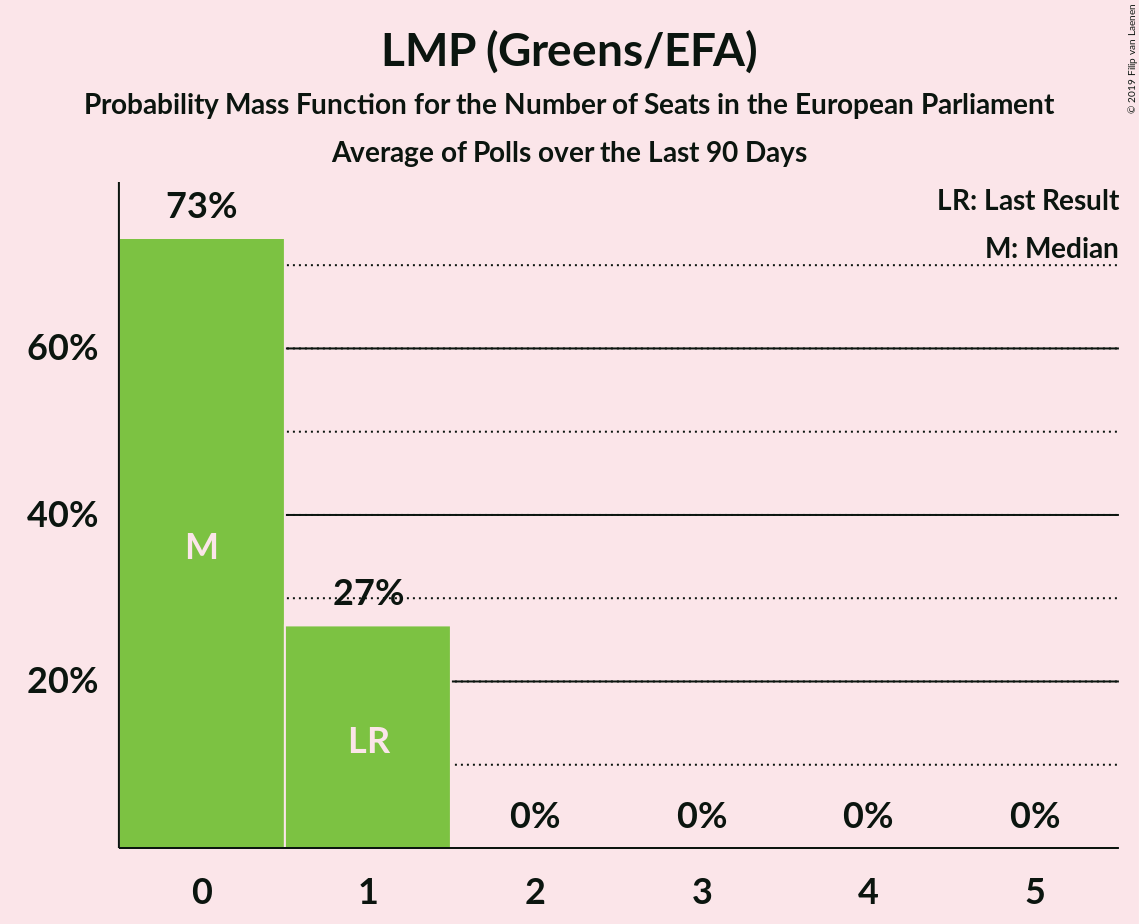 LMP (Greens/EFA)
Probability Mass Function for the Number of Seats in the European Parliament
Average of Polls over the Last 90 Days
© 2019 Filip van Laenen
LR: Last Result
M: Median
73%
60%
M
40%
27%
20%
LR
0% 0% 0% 0%
0 1 2 3 4 5